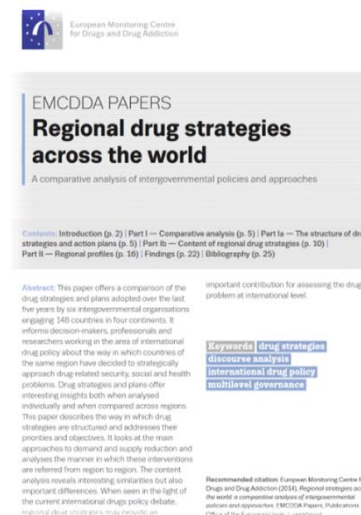 European Monitoring Centre
for Drugs and Drug Addiction
EMCDDA PAPERS
Regional drug strategies
across the world
A comparative analysis of intergovernmental policies and approaches
Contents: Introduction (p. 2) | Part I — Comparative analysis (p. 5) | Part Ia — The structure of dr
strategies and action plans (p. 5) | Part Ib — Content of regional drug strategies (p. 10) |
Part II — Regional profiles (p. 16) | Findings (p. 22) | Bibliography (p. 25)
Abstract: This paper offers a comparison of the
drug strategies and plans adopted over the last
five years by six intergovernmental organisations
engaging 148 countries in four continents. It
informs decision-makers, professionals and
researchers working in the area of international
drug policy about the way in which countries of
the same region have decided to strategically
approach drug-related security, social and health
problems. Drug strategies and plans offer
interesting insights both when analysed
individually and when compared across regions.
This paper describes the way in which drug
strategies are structured and addresses their
priorities and objectives. It looks at the main
approaches to demand and supply reduction and
analyses the manner in which these interventions
are referred from region to region. The content
analysis reveals interesting similarities but also
important differences. When seen in the light of
the current international drugs policy debate,
regional drug strategies may provide an
important contribution for assessing the drug
problem at international level.
Keywords drug strategies
discourse analysis
international drug policy
multilevel governance
Recommended citation: European Monitoring Centre f
Drugs and Drug Addiction (2014), Regional strategies ac
the world: a comparative analysis of intergovernmental
policies and approaches, EMCDDA Papers, Publications